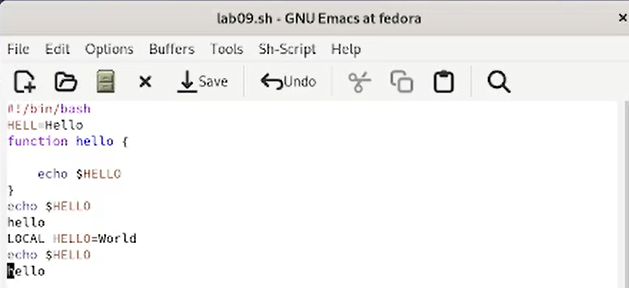 lab09.sh - GNU Emacs at fedora
File Edit Options Buffers Tools Sh-Script Help
Save Undo
#!/bin/bash
HELL=Hello
function hello {
echo $HELLO
}
echo $HELLO
hello
LOCAL HELLO=World
echo $HELLO
hello